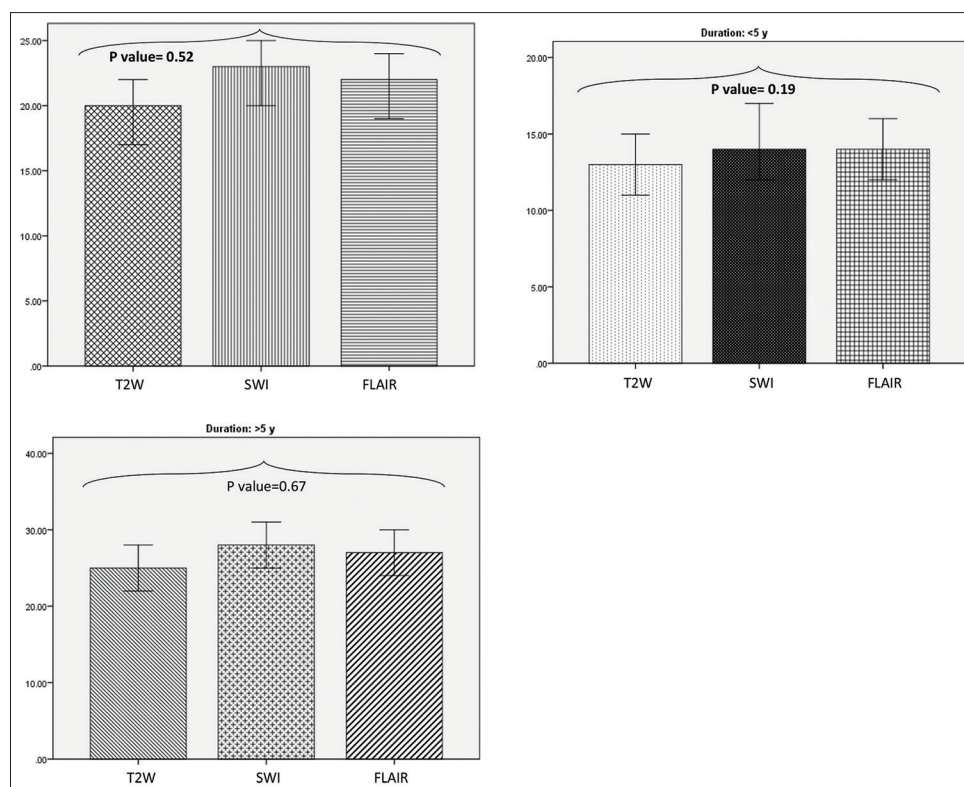 P value= 0.52
25.00
20.00
15.00
10.00
5.00
.00
T2W SWI FLAIR
Duration: <5 y
P value= 0.19
20.00
15.00
10.00
5.00
.00
T2W SWI FLAIR
Duration: >5 y
P value=0.67
40.00
30.00
20.00
10.00
.00
T2W SWI FLAIR